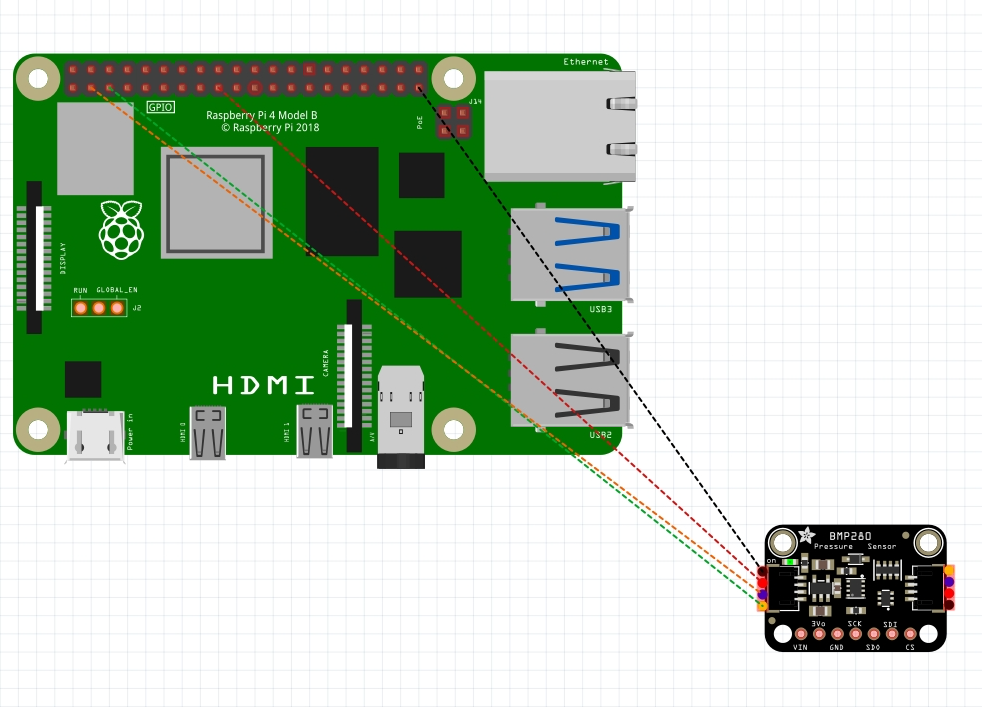 Ethernet
J14
GPIO
Raspberry Pi 4 Model B
© Raspberry Pi 2018
PoE
DISPLAY
RUN
GLOBAL_EN
J2
USB3
CAMERA
HDMI
USB2
Power in
HDMI 0
HDMI 1
A/V
BMP280
Pressure Sensor
on
3Vo
SCK
SDI
VIN
GND
SDO
CS